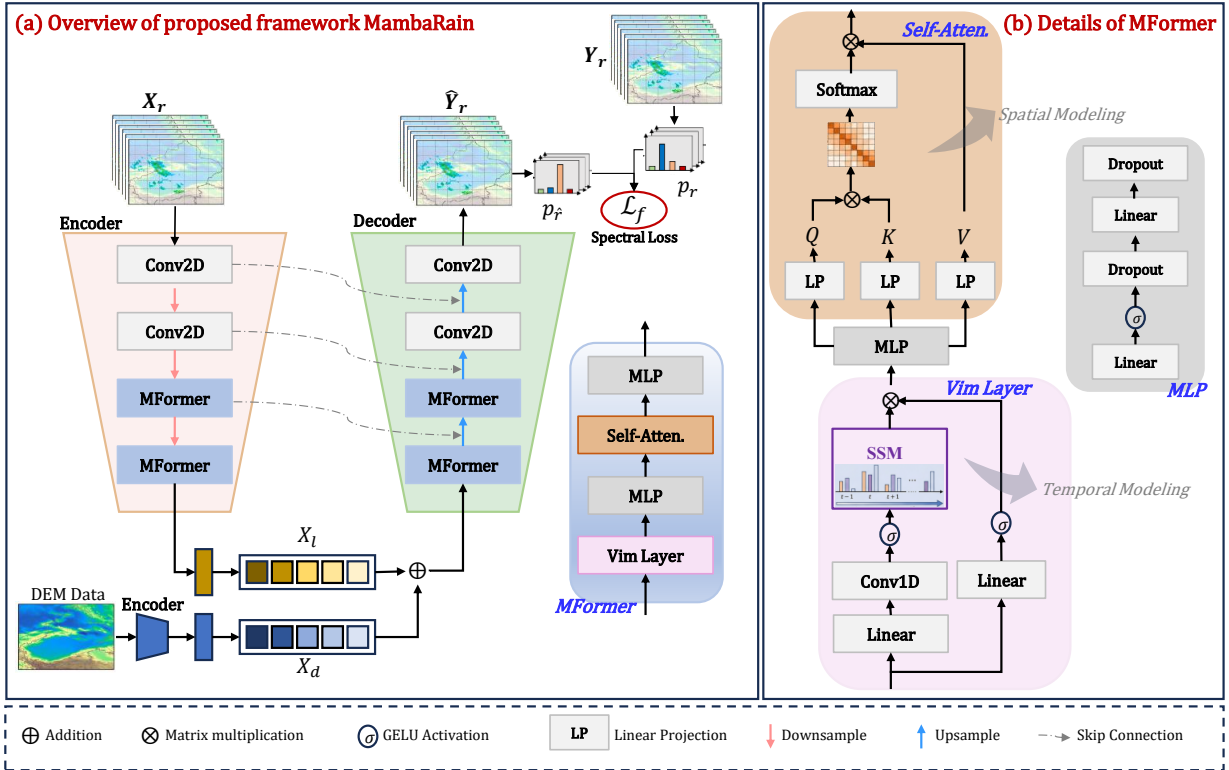 (a) Overview of proposed framework MambaRain
X_r
Ŷ_r
Y_r
p_r̂
p_r
ℒ_f
Spectral Loss
Encoder
Decoder
Conv2D
Conv2D
Conv2D
Conv2D
MFormer
MFormer
MFormer
MFormer
X_l
DEM Data
Encoder
X_d
MLP
Self-Atten.
MLP
Vim Layer
MFormer
(b) Details of MFormer
Self-Atten.
Softmax
Spatial Modeling
Q
K
V
LP
LP
LP
MLP
Dropout
Linear
Dropout
σ
Linear
MLP
Vim Layer
SSM
t−1
t
t+1
...
Temporal Modeling
σ
σ
Conv1D
Linear
Linear
Addition
Matrix multiplication
σ
GELU Activation
LP
Linear Projection
Downsample
Upsample
Skip Connection